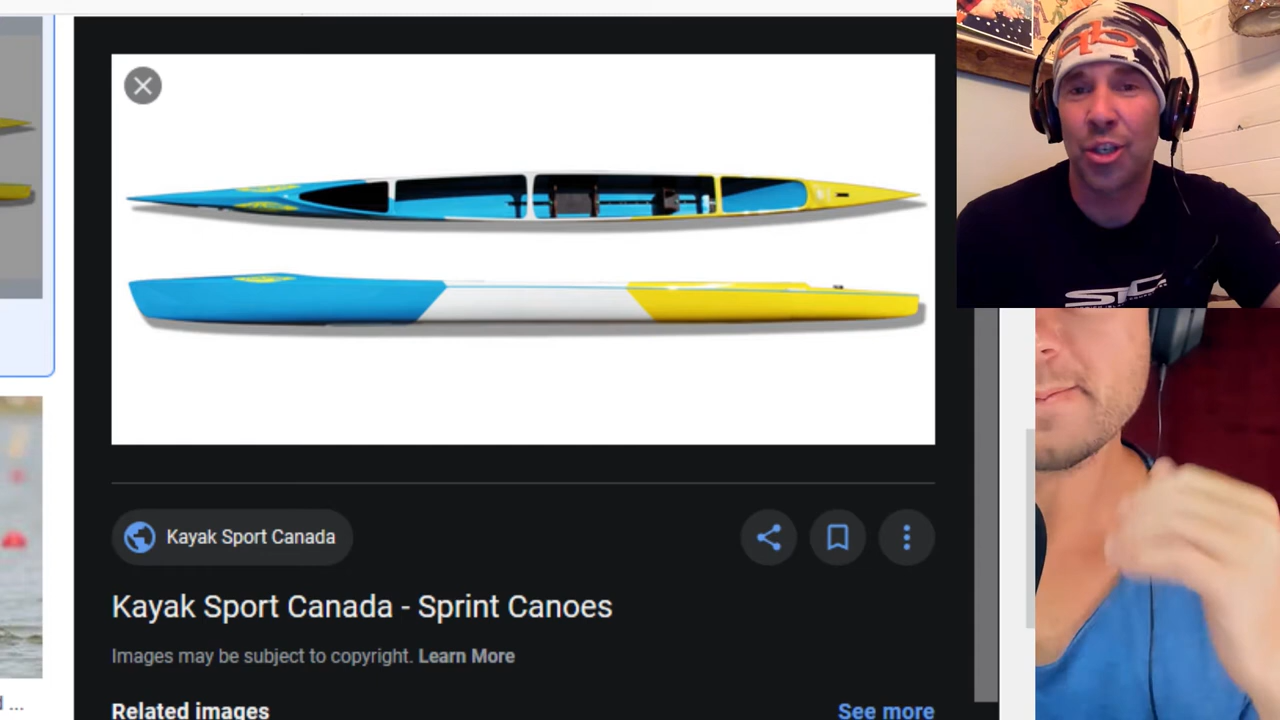 Kayak Sport Canada
Kayak Sport Canada - Sprint Canoes
Images may be subject to copyright. Learn More
Related images
See more
...